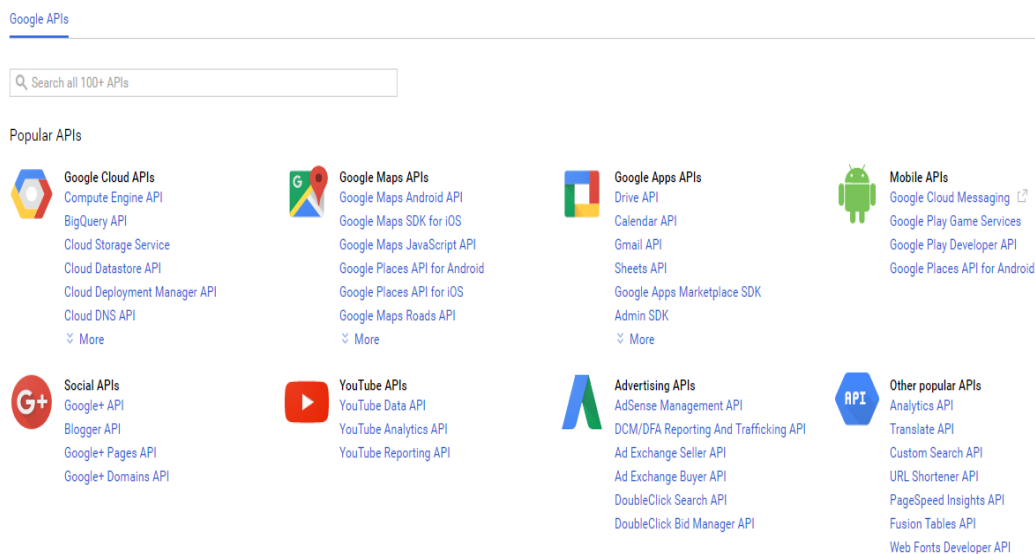 Google APIs
Search all 100+ APIs
Popular APIs
Google Cloud APIs
Compute Engine API
BigQuery API
Cloud Storage Service
Cloud Datastore API
Cloud Deployment Manager API
Cloud DNS API
More
G
Google Maps APIs
Google Maps Android API
Google Maps SDK for iOS
Google Maps JavaScript API
Google Places API for Android
Google Places API for iOS
Google Maps Roads API
More
Google Apps APIs
Drive API
Calendar API
Gmail API
Sheets API
Google Apps Marketplace SDK
Admin SDK
More
Mobile APIs
Google Cloud Messaging
Google Play Game Services
Google Play Developer API
Google Places API for Android
G+
Social APIs
Google+ API
Blogger API
Google+ Pages API
Google+ Domains API
YouTube APIs
YouTube Data API
YouTube Analytics API
YouTube Reporting API
Advertising APIs
AdSense Management API
DCM/DFA Reporting And Trafficking API
Ad Exchange Seller API
Ad Exchange Buyer API
DoubleClick Search API
DoubleClick Bid Manager API
API
Other popular APIs
Analytics API
Translate API
Custom Search API
URL Shortener API
PageSpeed Insights API
Fusion Tables API
Web Fonts Developer API